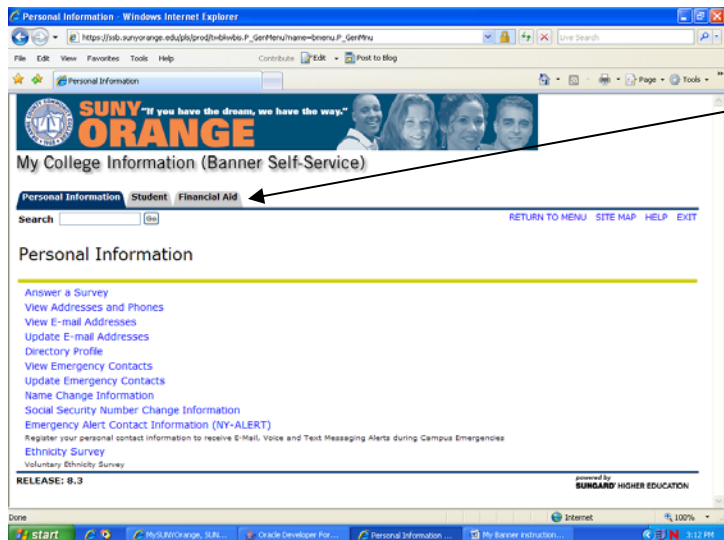 Personal Information - Windows Internet Explorer
https://ssb.sunyorange.edu/pls/prod/twbkwbis.P_GenMenu?name=bmenu.P_GenMnu
Live Search
File Edit View Favorites Tools Help Contribute Edit Post to Blog
Personal Information Page Tools
SUNY "If you have the dream, we have the way."
ORANGE
My College Information (Banner Self-Service)
Personal Information Student Financial Aid
Search Go RETURN TO MENU SITE MAP HELP EXIT
Personal Information
Answer a Survey
View Addresses and Phones
View E-mail Addresses
Update E-mail Addresses
Directory Profile
View Emergency Contacts
Update Emergency Contacts
Name Change Information
Social Security Number Change Information
Emergency Alert Contact Information (NY-ALERT)
Register your personal contact information to receive E-Mail, Voice and Text Messaging Alerts during Campus Emergencies
Ethnicity Survey
Voluntary Ethnicity Survey
RELEASE: 8.3
powered by
SUNGARD HIGHER EDUCATION
Done Internet 100%
start MySUNYOrange, SUN... Oracle Developer For... Personal Information ... My Banner instruction... 3:12 PM